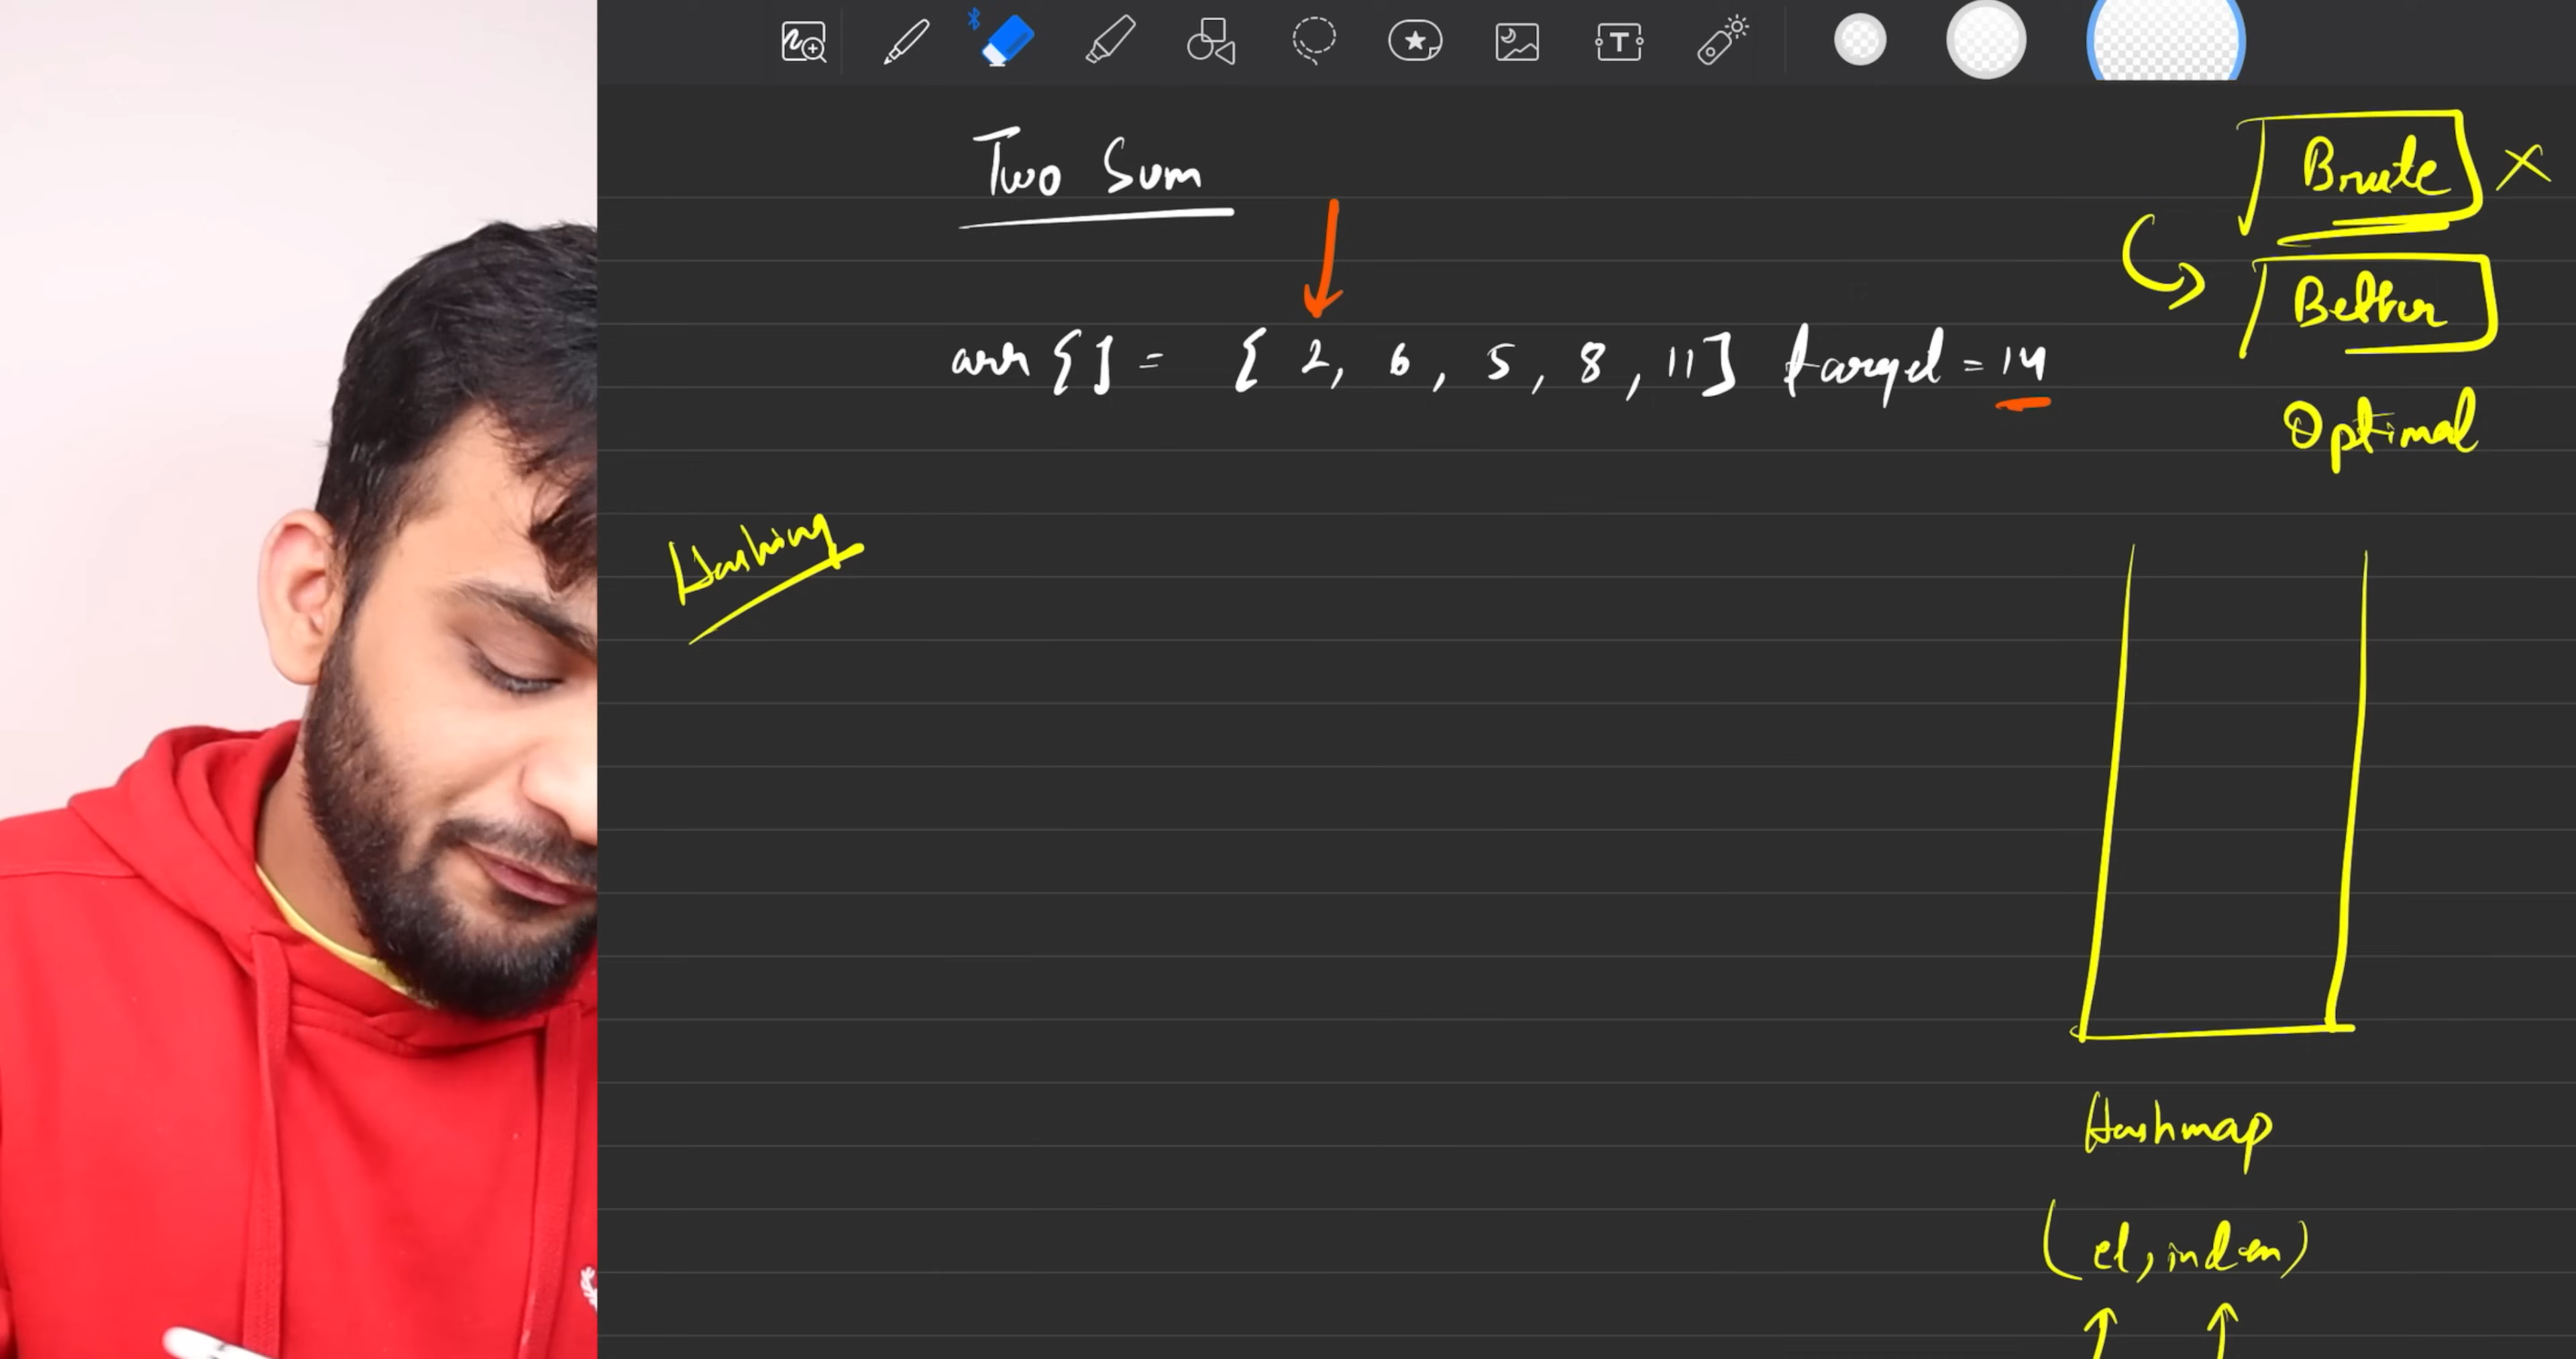 Two Sum
arr [] = { 2, 6, 5, 8, 11 } target = 14
Brute ×
Better
Optimal
Hashing
Hashmap
(el, index)